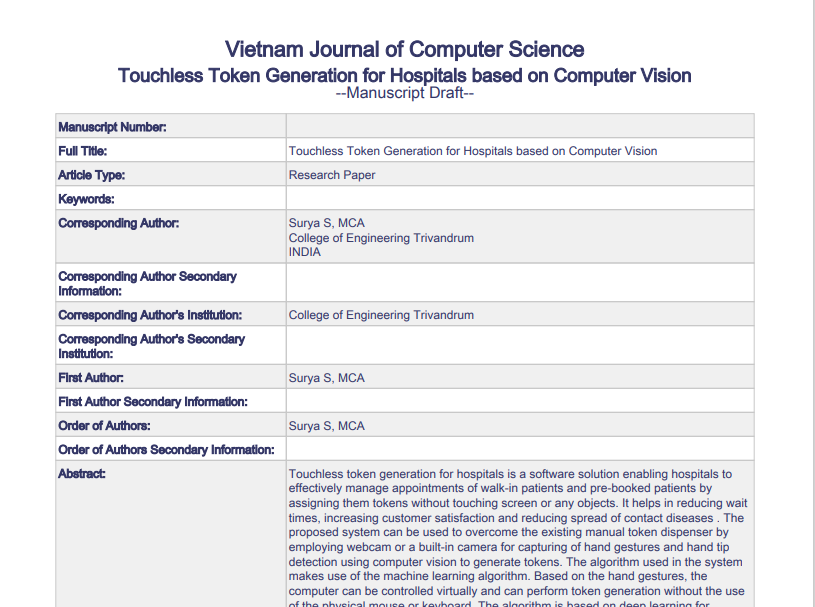 Vietnam Journal of Computer Science
Touchless Token Generation for Hospitals based on Computer Vision
--Manuscript Draft--
Manuscript Number:
Full Title: Touchless Token Generation for Hospitals based on Computer Vision
Article Type: Research Paper
Keywords:
Corresponding Author: Surya S, MCA
College of Engineering Trivandrum
INDIA
Corresponding Author Secondary
Information:
Corresponding Author's Institution: College of Engineering Trivandrum
Corresponding Author's Secondary
Institution:
First Author: Surya S, MCA
First Author Secondary Information:
Order of Authors: Surya S, MCA
Order of Authors Secondary Information:
Abstract: Touchless token generation for hospitals is a software solution enabling hospitals to
effectively manage appointments of walk-in patients and pre-booked patients by
assigning them tokens without touching screen or any objects. It helps in reducing wait
times, increasing customer satisfaction and reducing spread of contact diseases . The
proposed system can be used to overcome the existing manual token dispenser by
employing webcam or a built-in camera for capturing of hand gestures and hand tip
detection using computer vision to generate tokens. The algorithm used in the system
makes use of the machine learning algorithm. Based on the hand gestures, the
computer can be controlled virtually and can perform token generation without the use
of the physical mouse or keyboard. The algorithm is based on deep learning for